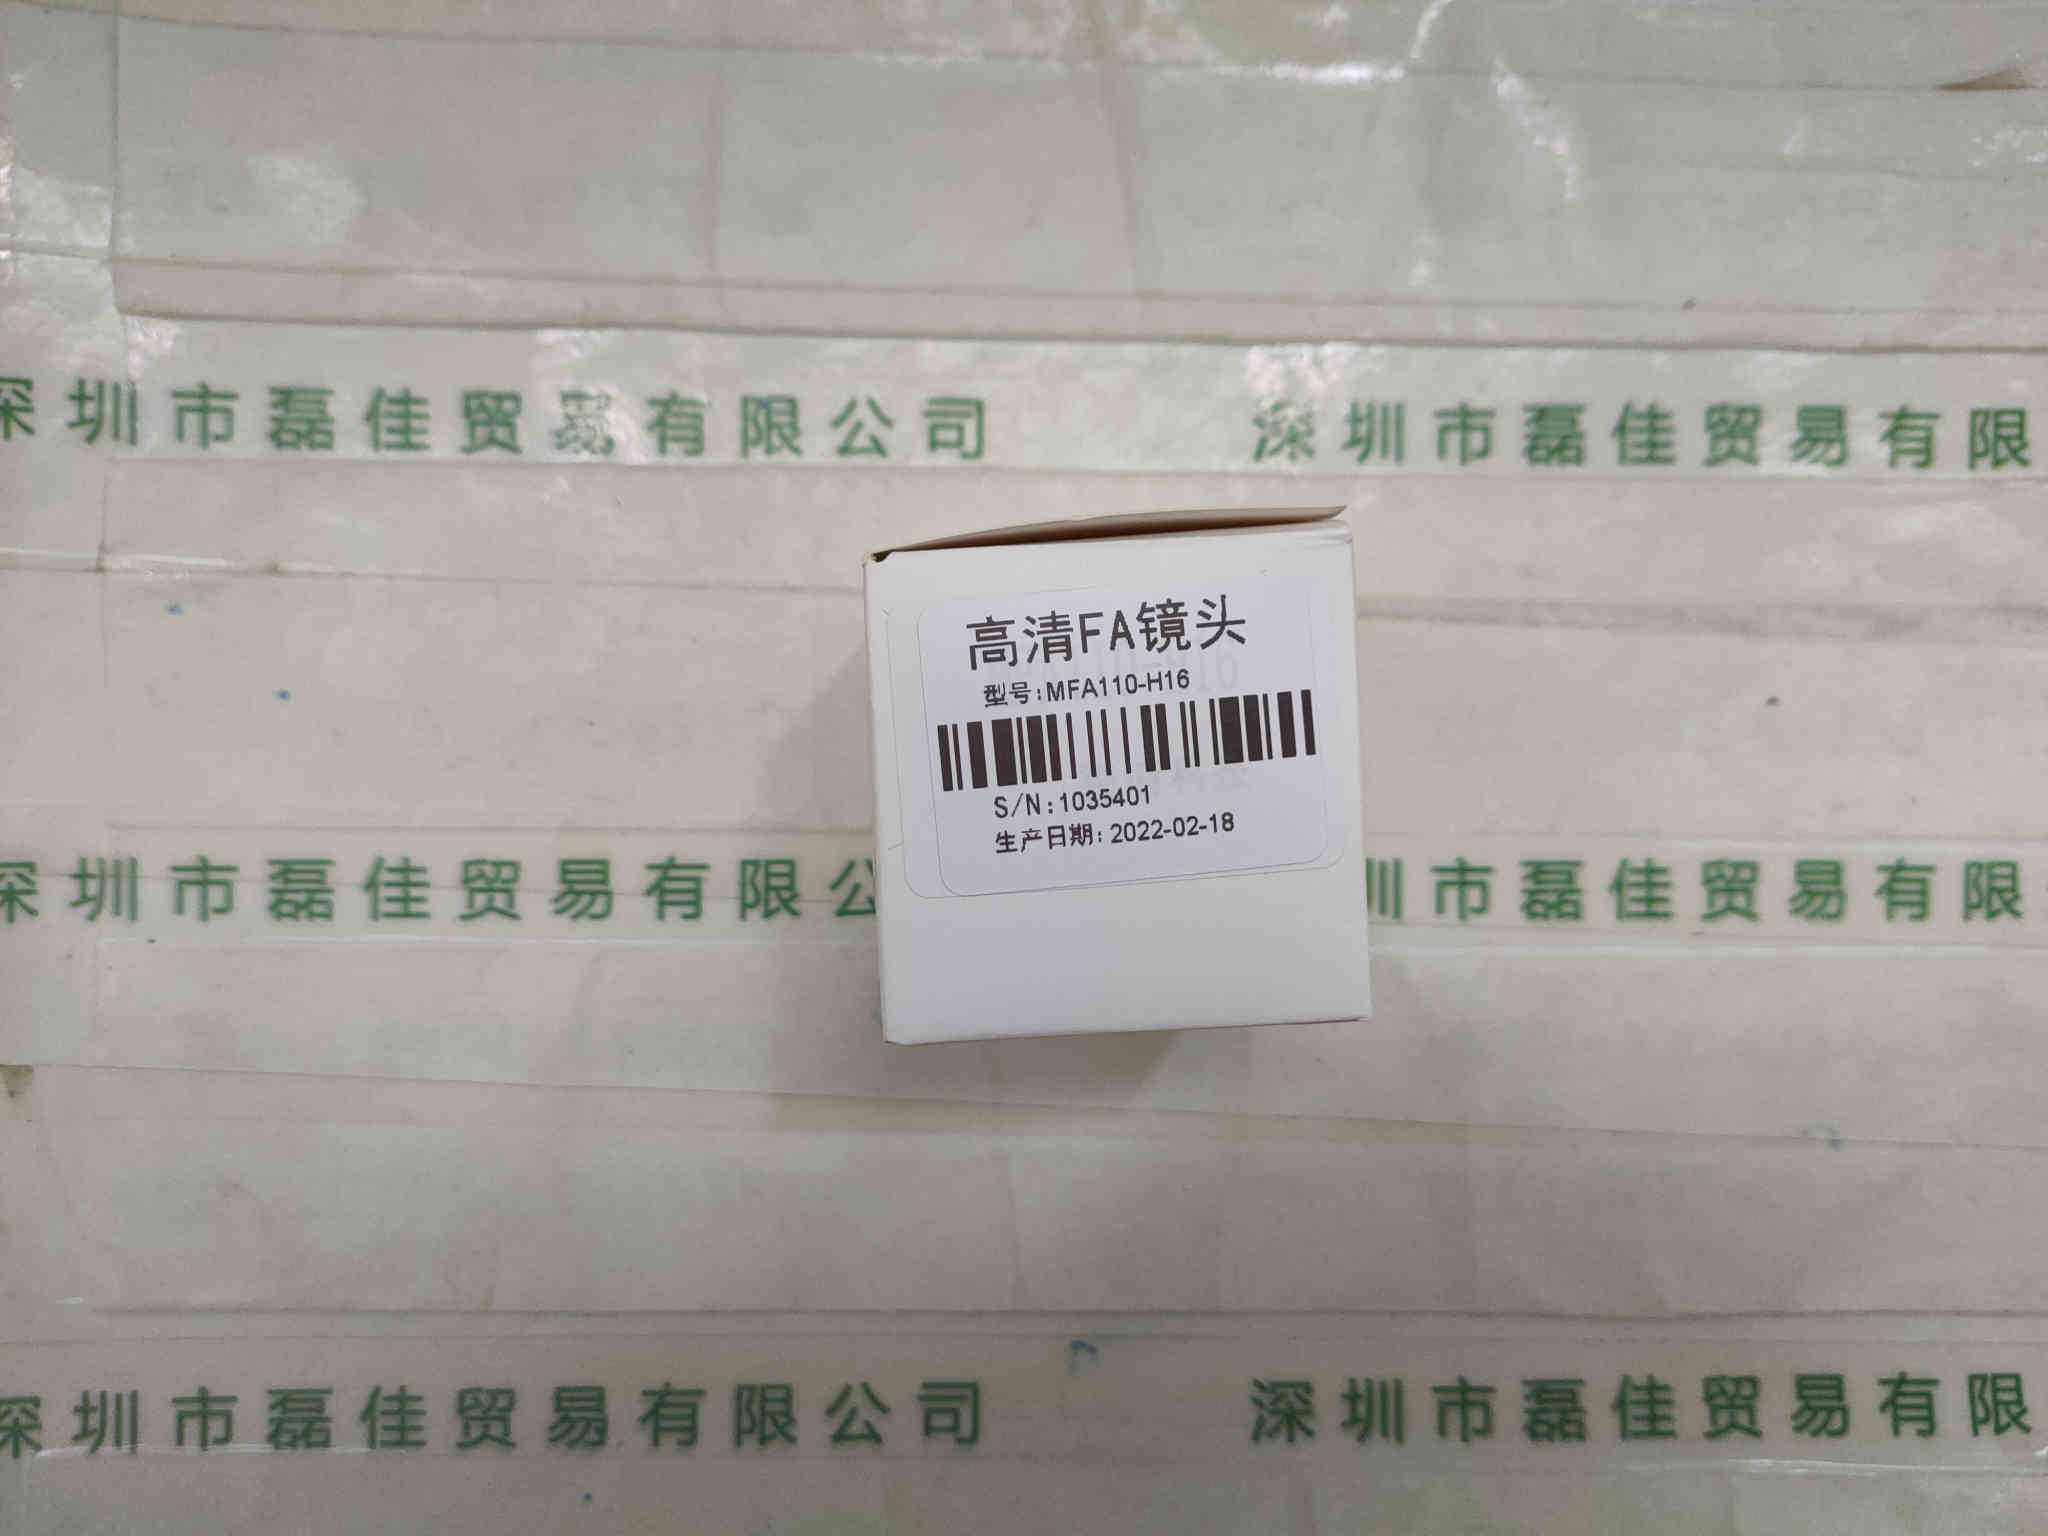 深圳市磊佳贸易有限公司 深圳市磊佳贸易有限
高清FA镜头
型号:MFA110-H16
S/N:1035401
生产日期:2022-02-18
深圳市磊佳贸易有限公 圳市磊佳贸易有限
深圳市磊佳贸易有限公司 深圳市磊佳贸易有限